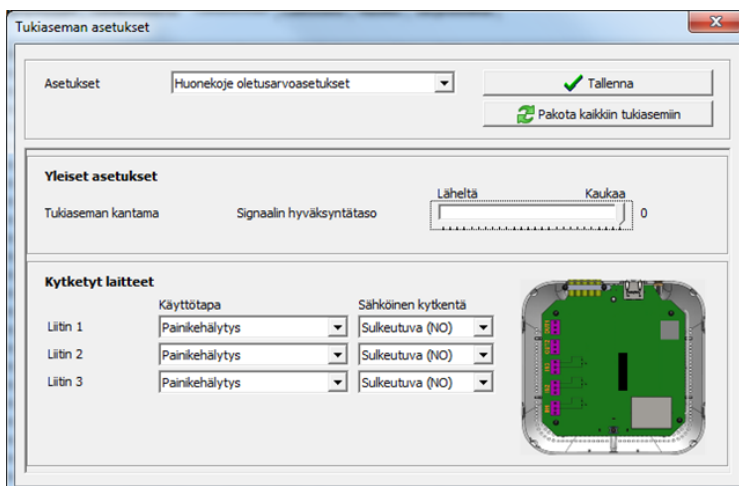 Tukiaseman asetukset
Asetukset Huonekoje oletusarvoasetukset Tallenna
Pakota kaikkiin tukiasemiin
Yleiset asetukset
Läheltä Kaukaa
Tukiaseman kantama Signaalin hyväksyntätaso 0
Kytketyt laitteet
Käyttötapa Sähköinen kytkentä
Liitin 1 Painikehälytys Sulkeutuva (NO)
Liitin 2 Painikehälytys Sulkeutuva (NO)
Liitin 3 Painikehälytys Sulkeutuva (NO)